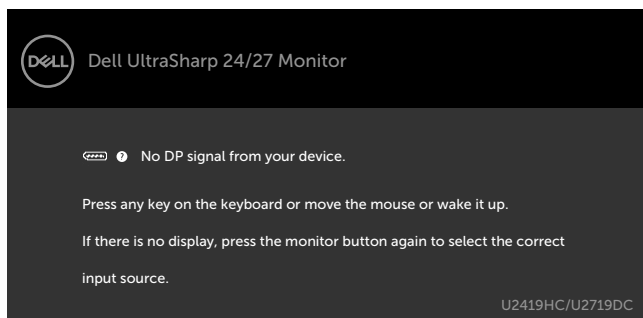 DELL
Dell UltraSharp 24/27 Monitor
No DP signal from your device.
Press any key on the keyboard or move the mouse or wake it up.
If there is no display, press the monitor button again to select the correct
input source.
U2419HC/U2719DC